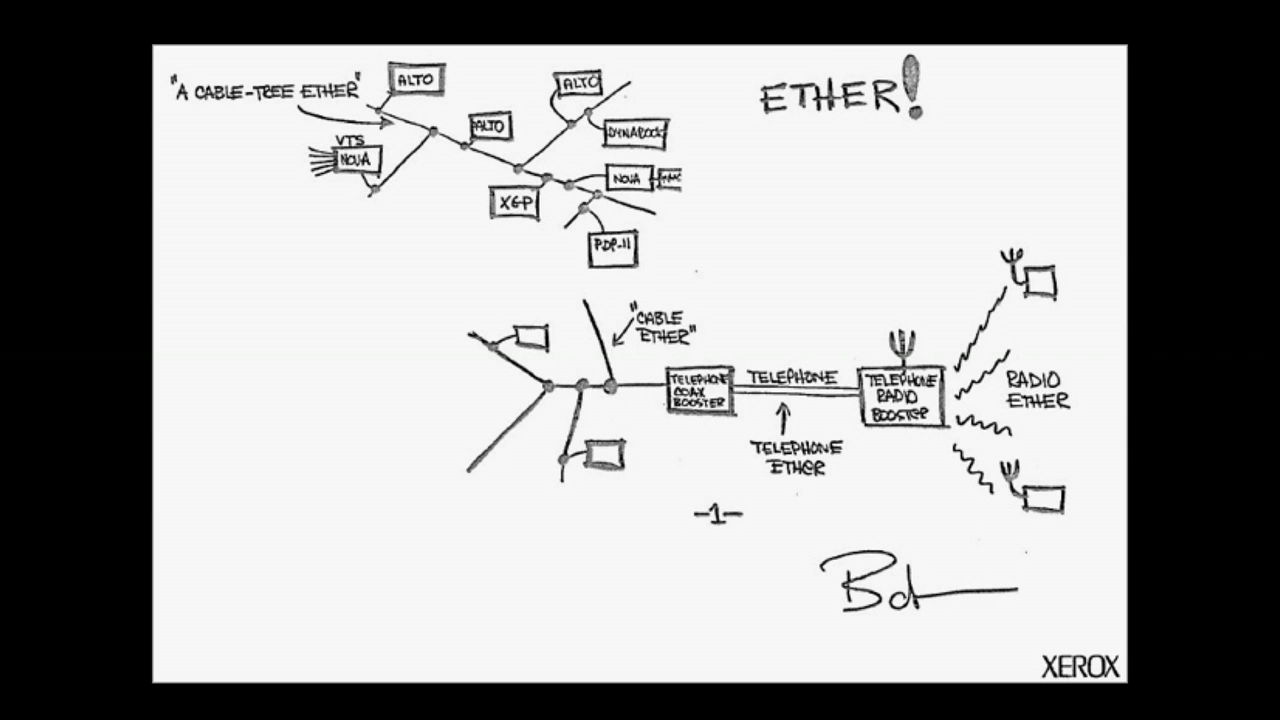 "A CABLE-TREE ETHER"
ALTO
ALTO
ETHER!
ALTO
DYNABOOK
VTS
NOVA
NOVA
XGP
PDP-11
"CABLE
ETHER"
TELEPHONE
COAX
BOOSTER
TELEPHONE
TELEPHONE
RADIO
BOOSTER
RADIO
ETHER
TELEPHONE
ETHER
-1-
XEROX